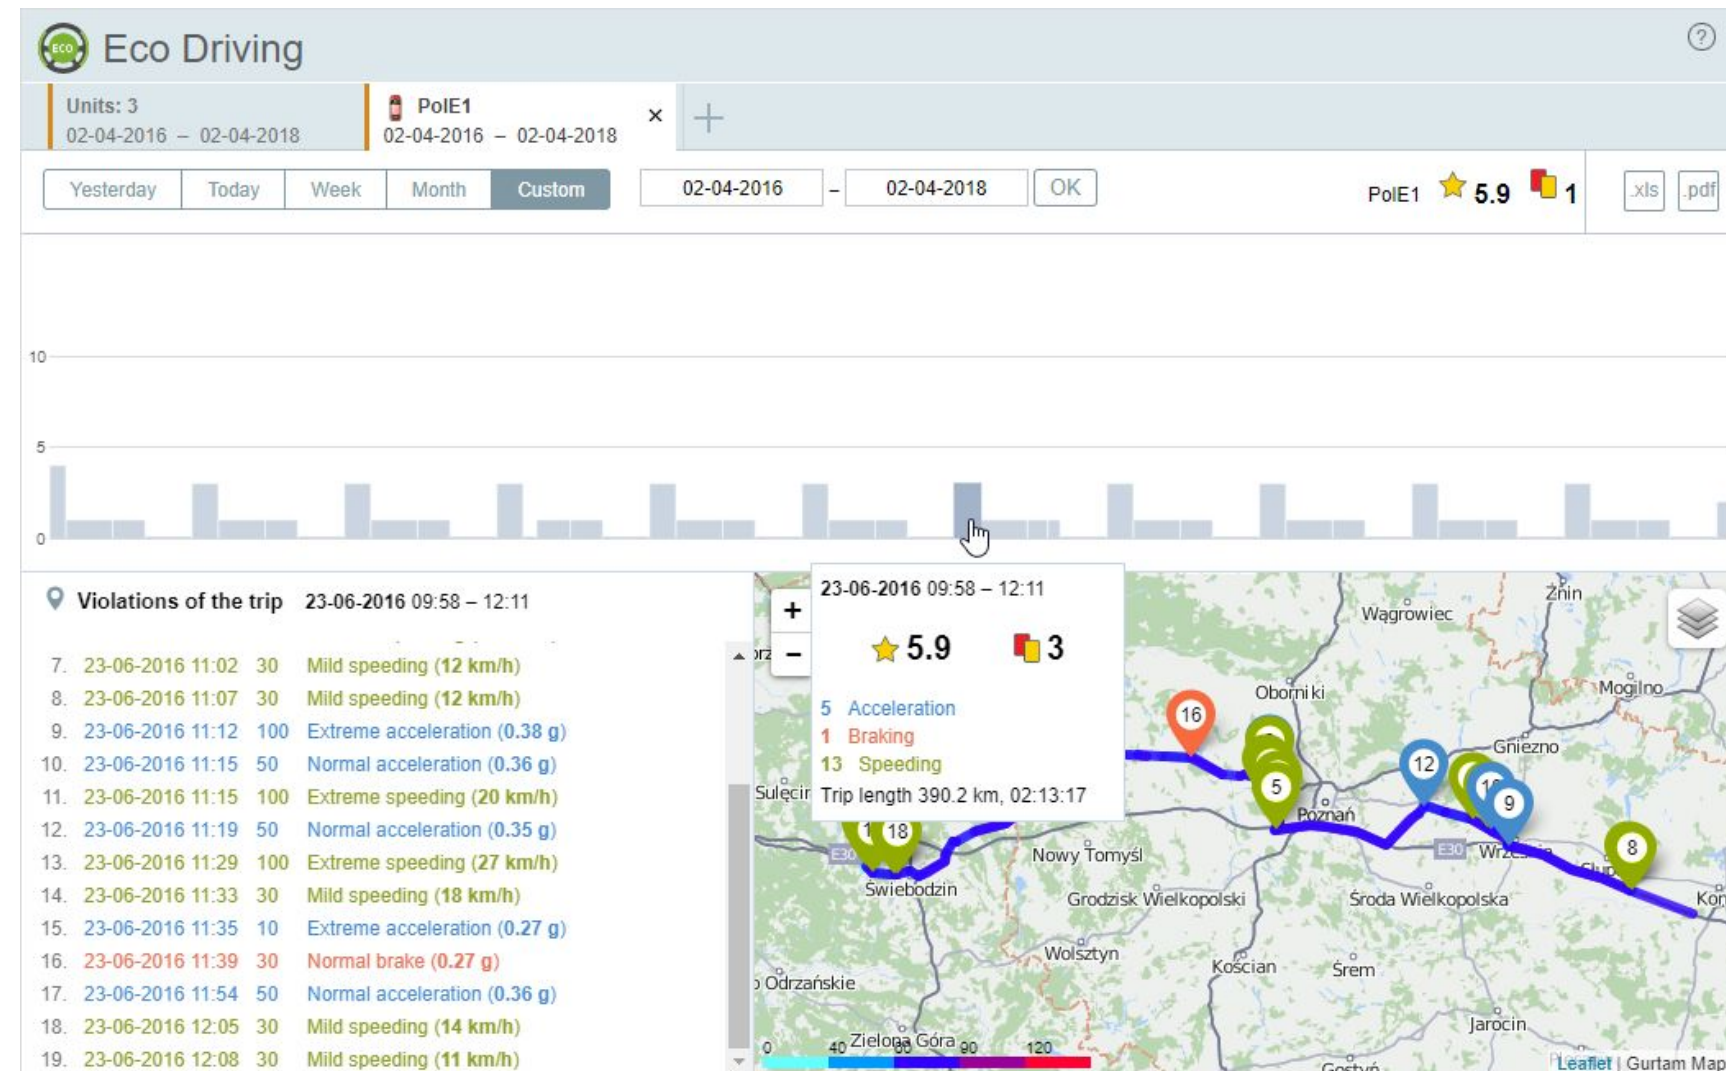 ECO Eco Driving ?
Units: 3
02-04-2016 – 02-04-2018
PolE1
02-04-2016 – 02-04-2018
Yesterday Today Week Month Custom 02-04-2016 – 02-04-2018 OK PolE1 5.9 1 .xls .pdf
10
5
0
Violations of the trip 23-06-2016 09:58 – 12:11
7. 23-06-2016 11:02 30 Mild speeding (12 km/h)
8. 23-06-2016 11:07 30 Mild speeding (12 km/h)
9. 23-06-2016 11:12 100 Extreme acceleration (0.38 g)
10. 23-06-2016 11:15 50 Normal acceleration (0.36 g)
11. 23-06-2016 11:15 100 Extreme speeding (20 km/h)
12. 23-06-2016 11:19 50 Normal acceleration (0.35 g)
13. 23-06-2016 11:29 100 Extreme speeding (27 km/h)
14. 23-06-2016 11:33 30 Mild speeding (18 km/h)
15. 23-06-2016 11:35 10 Extreme acceleration (0.27 g)
16. 23-06-2016 11:39 30 Normal brake (0.27 g)
17. 23-06-2016 11:54 50 Normal acceleration (0.36 g)
18. 23-06-2016 12:05 30 Mild speeding (14 km/h)
19. 23-06-2016 12:08 30 Mild speeding (11 km/h)
+
–
23-06-2016 09:58 – 12:11
5.9 3
5 Acceleration
1 Braking
13 Speeding
Trip length 390.2 km, 02:13:17
Żnin
Wągrowiec
Oborniki
Mogilno
16
Gniezno
12
5
9
Poznań
18
E30
Nowy Tomyśl
E30
8
Świebodzin
Grodzisk Wielkopolski
Środa Wielkopolska
Wolsztyn
Kościan
Śrem
Odrzańskie
Jarocin
Zielona Góra
0 40 60 90 120
Leaflet | Gurtam Map